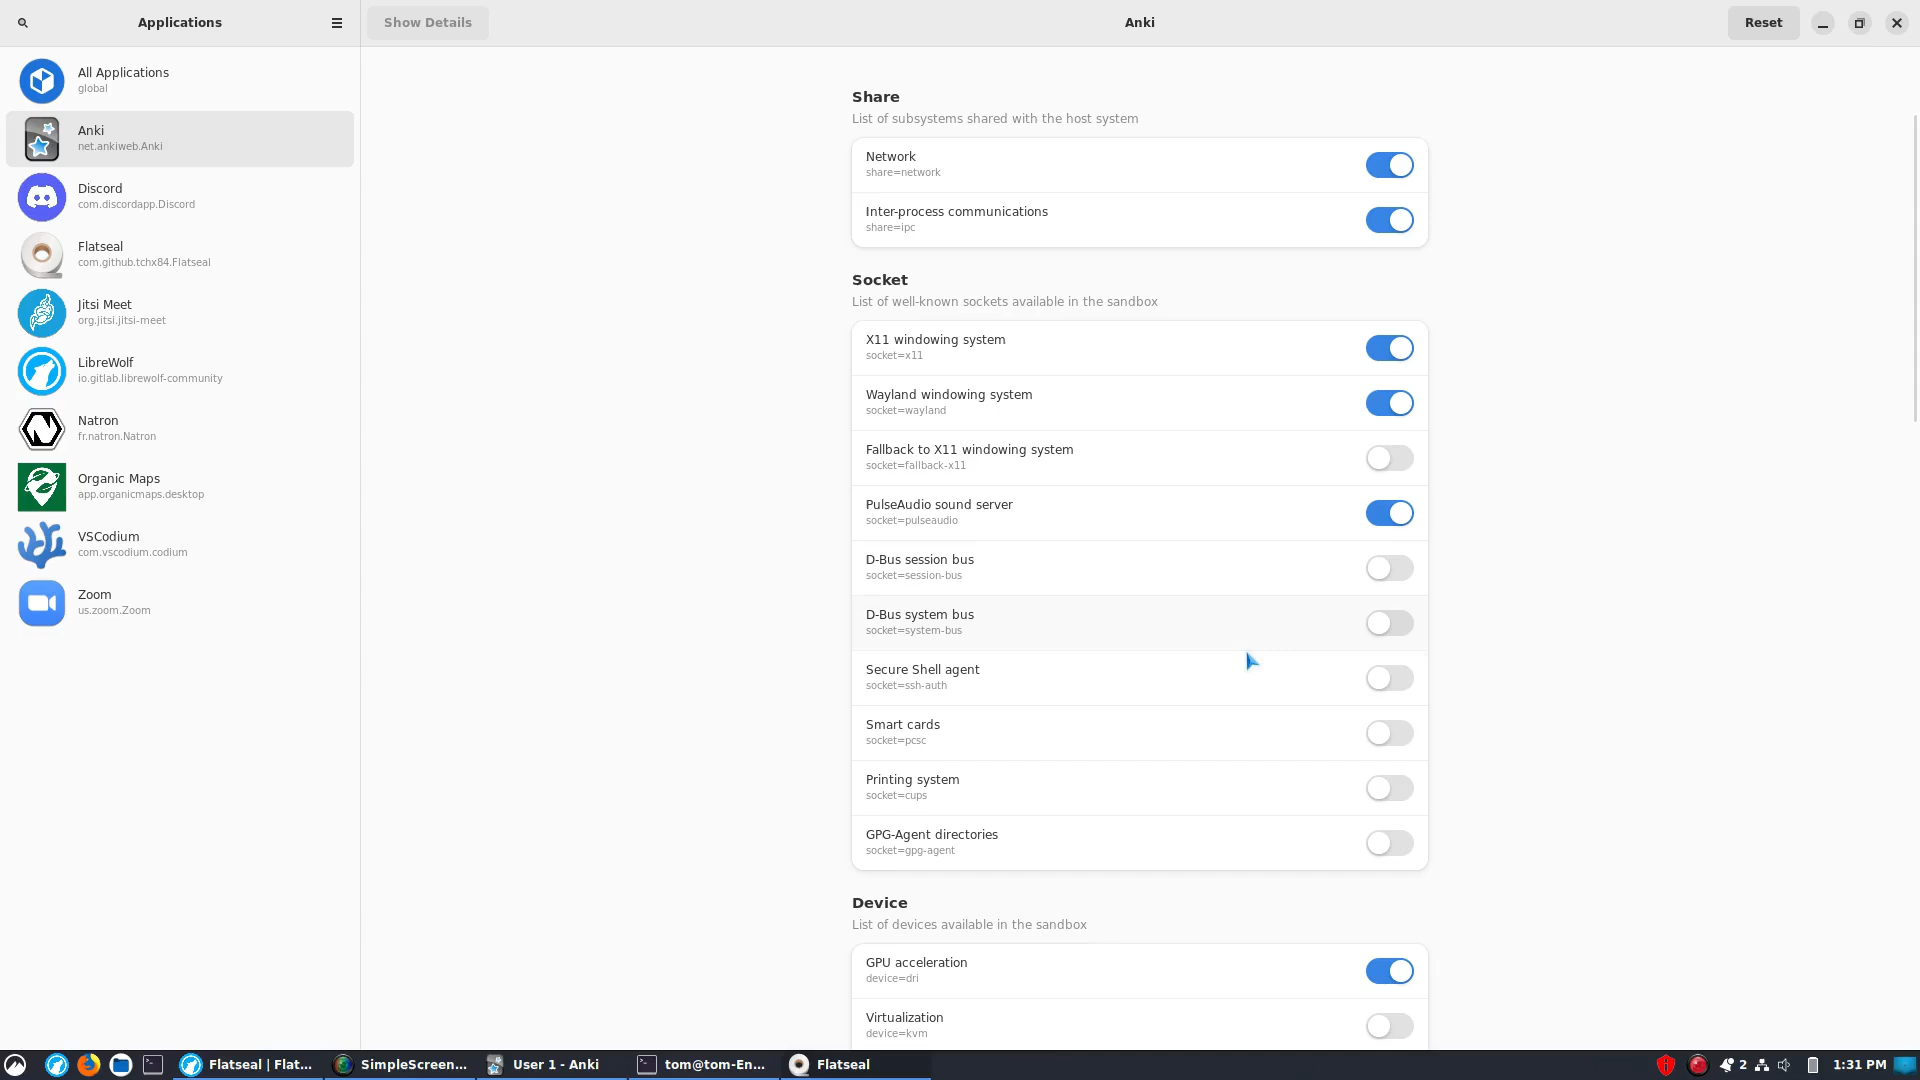 Applications
Show Details
Anki
Reset
All Applications
global
Anki
net.ankiweb.Anki
Discord
com.discordapp.Discord
Flatseal
com.github.tchx84.Flatseal
Jitsi Meet
org.jitsi.jitsi-meet
LibreWolf
io.gitlab.librewolf-community
Natron
fr.natron.Natron
Organic Maps
app.organicmaps.desktop
VSCodium
com.vscodium.codium
Zoom
us.zoom.Zoom
Share
List of subsystems shared with the host system
Network
share=network
Inter-process communications
share=ipc
Socket
List of well-known sockets available in the sandbox
X11 windowing system
socket=x11
Wayland windowing system
socket=wayland
Fallback to X11 windowing system
socket=fallback-x11
PulseAudio sound server
socket=pulseaudio
D-Bus session bus
socket=session-bus
D-Bus system bus
socket=system-bus
Secure Shell agent
socket=ssh-auth
Smart cards
socket=pcsc
Printing system
socket=cups
GPG-Agent directories
socket=gpg-agent
Device
List of devices available in the sandbox
GPU acceleration
device=dri
Virtualization
device=kvm
Flatseal | Flat...
SimpleScreen...
User 1 - Anki
tom@tom-En...
Flatseal
2
1:31 PM